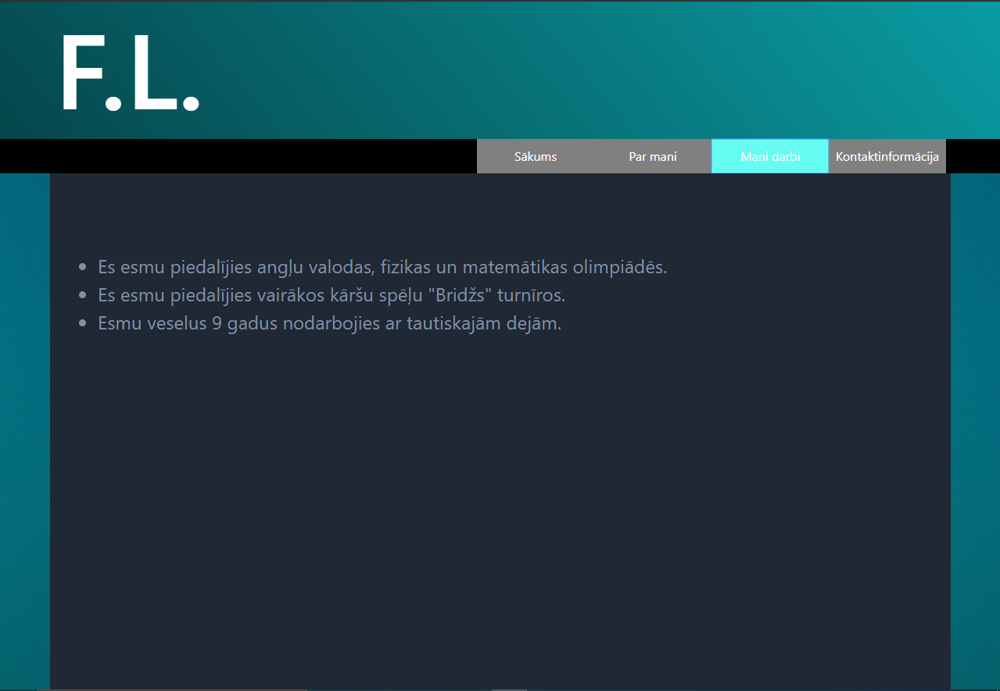 F.L.
Sākums Par mani Mani darbi Kontaktinformācija
Es esmu piedalījies angļu valodas, fizikas un matemātikas olimpiādēs.
Es esmu piedalījies vairākos kāršu spēļu "Bridžs" turnīros.
Esmu veselus 9 gadus nodarbojies ar tautiskajām dejām.